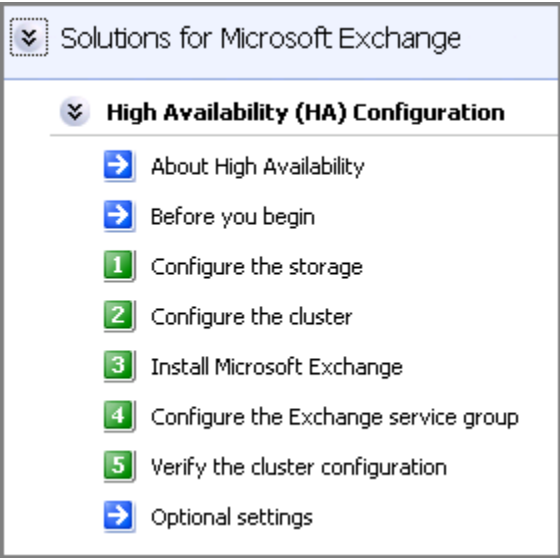 Solutions for Microsoft Exchange
High Availability (HA) Configuration
About High Availability
Before you begin
1 Configure the storage
2 Configure the cluster
3 Install Microsoft Exchange
4 Configure the Exchange service group
5 Verify the cluster configuration
Optional settings